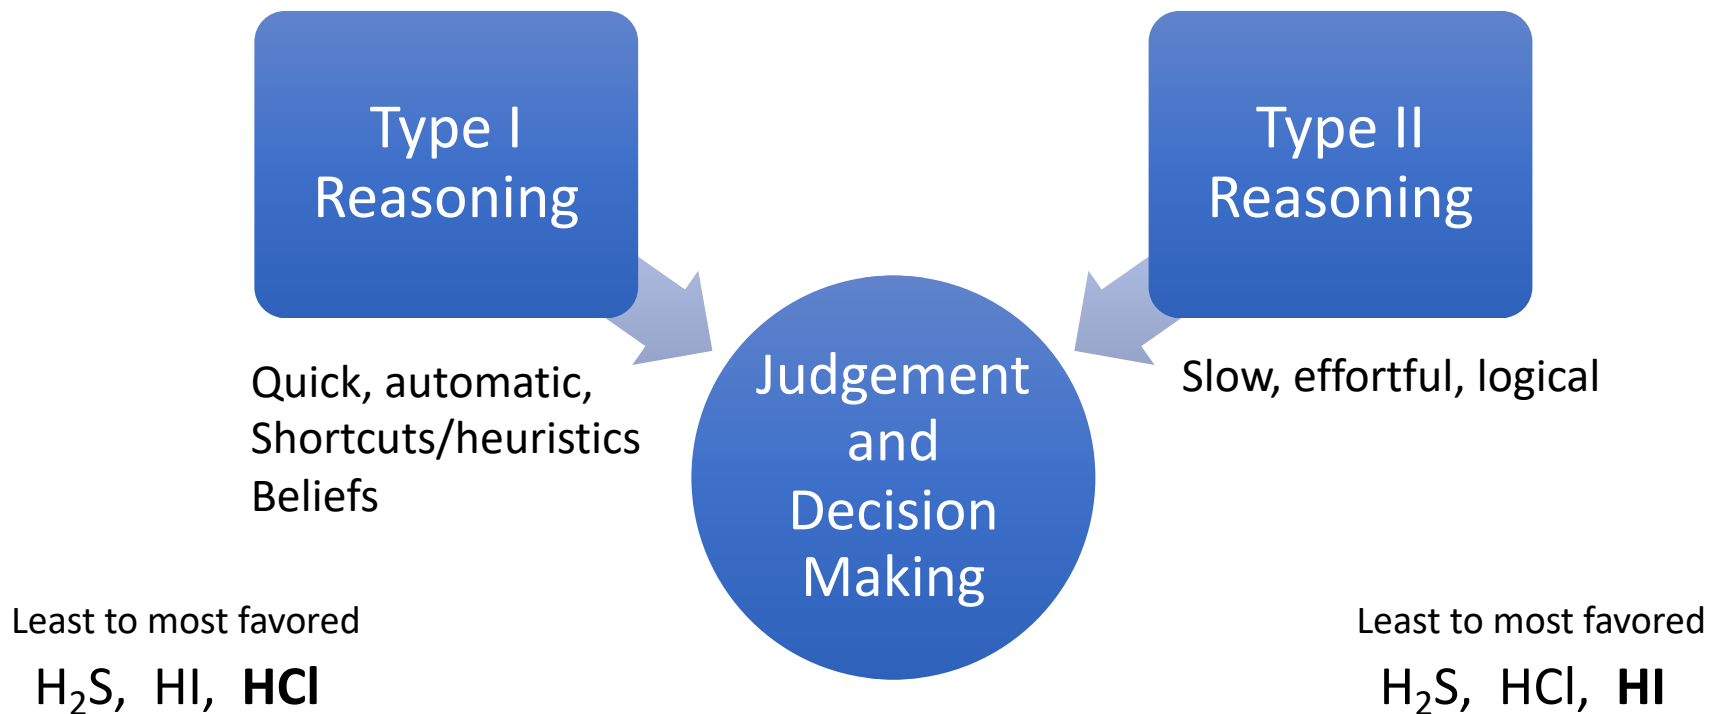 Type I
Reasoning
Type II
Reasoning
Quick, automatic,
Shortcuts/heuristics
Beliefs
Judgement
and
Decision
Making
Slow, effortful, logical
Least to most favored
H₂S, HI, HCl
Least to most favored
H₂S, HCl, HI